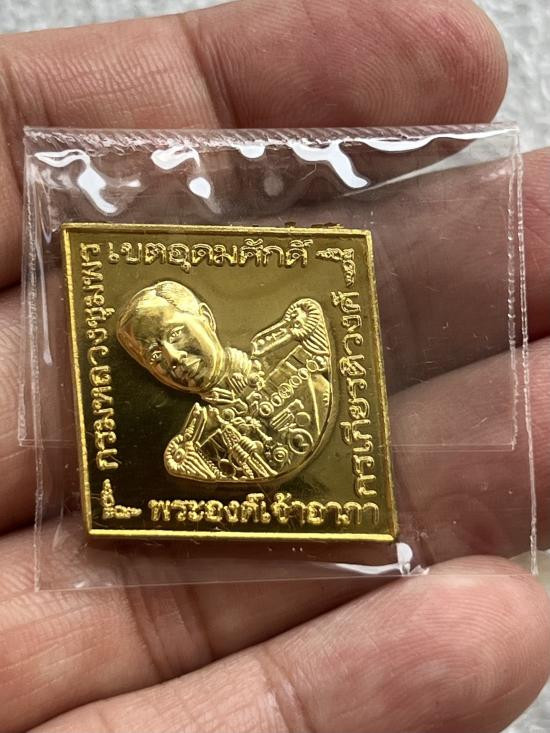 กรมหลวงชุมพร
เขตอุดมศักดิ์
พระองค์เจ้าอาภา
กรเกียรติวงศ์